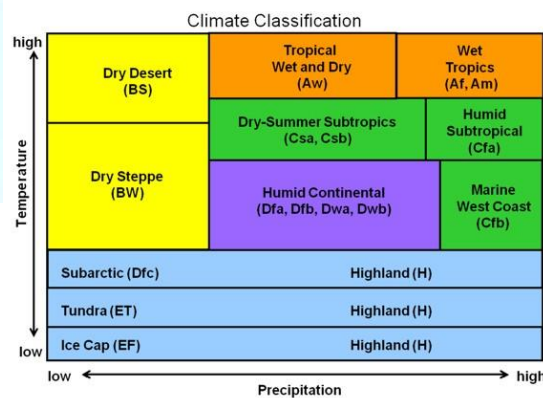 Climate Classification
high
Temperature
low
Dry Desert
(BS)
Tropical
Wet and Dry
(Aw)
Wet
Tropics
(Af, Am)
Dry Steppe
(BW)
Dry-Summer Subtropics
(Csa, Csb)
Humid
Subtropical
(Cfa)
Humid Continental
(Dfa, Dfb, Dwa, Dwb)
Marine
West Coast
(Cfb)
Subarctic (Dfc) Highland (H)
Tundra (ET) Highland (H)
Ice Cap (EF) Highland (H)
low high
Precipitation